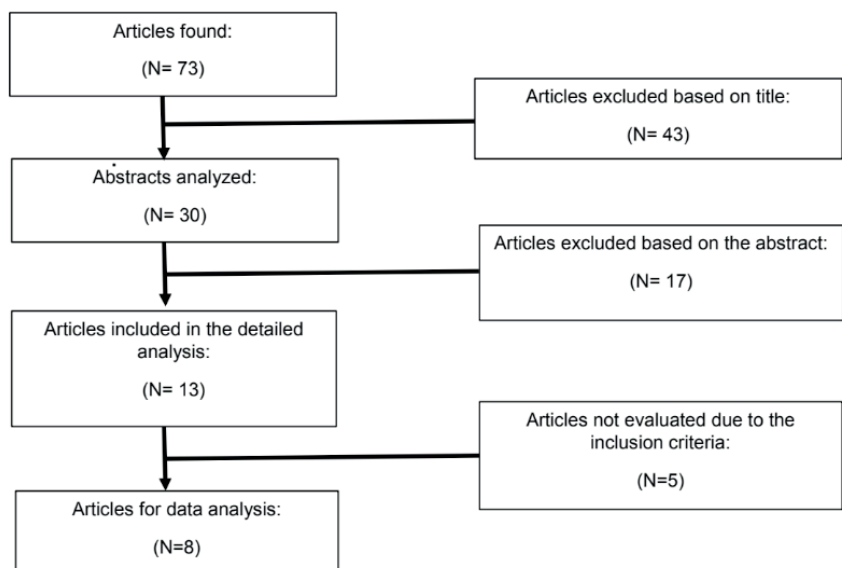 Articles found:
(N= 73)
Articles excluded based on title:
(N= 43)
Abstracts analyzed:
(N= 30)
Articles excluded based on the abstract:
(N= 17)
Articles included in the detailed
analysis:
(N= 13)
Articles not evaluated due to the
inclusion criteria:
(N=5)
Articles for data analysis:
(N=8)